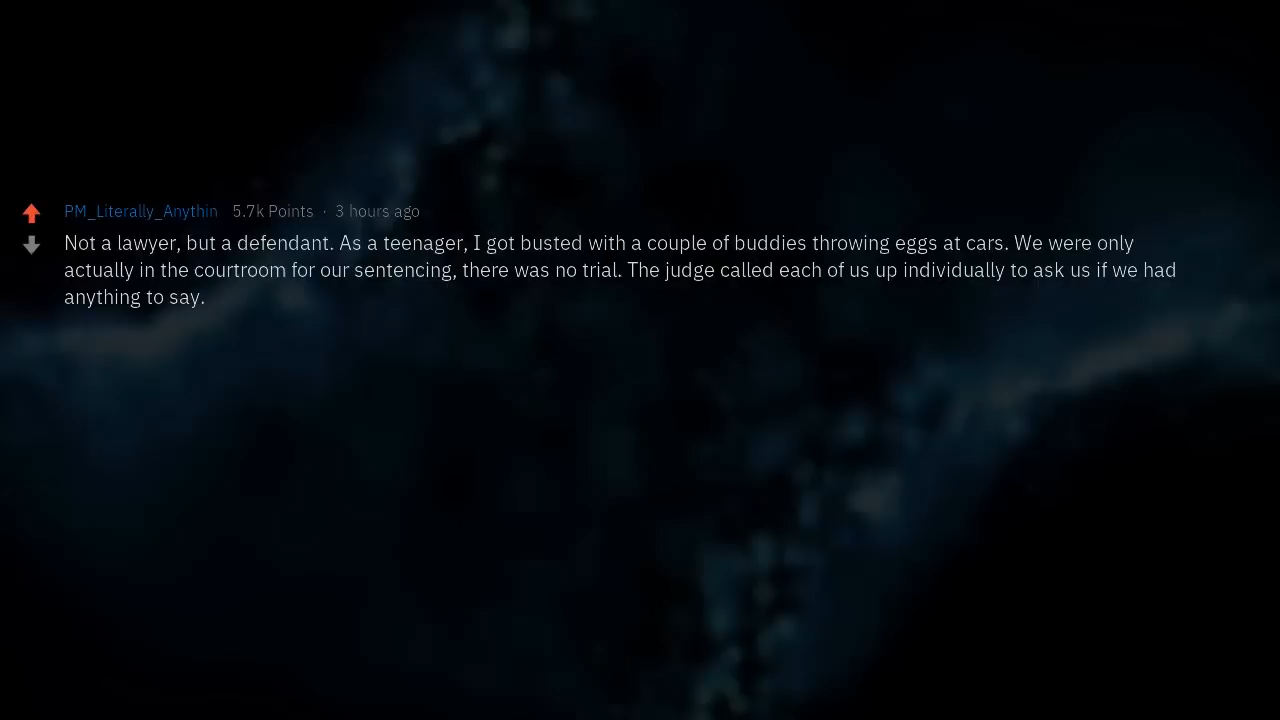 PM_Literally_Anythin 5.7k Points · 3 hours ago
Not a lawyer, but a defendant. As a teenager, I got busted with a couple of buddies throwing eggs at cars. We were only
actually in the courtroom for our sentencing, there was no trial. The judge called each of us up individually to ask us if we had
anything to say.